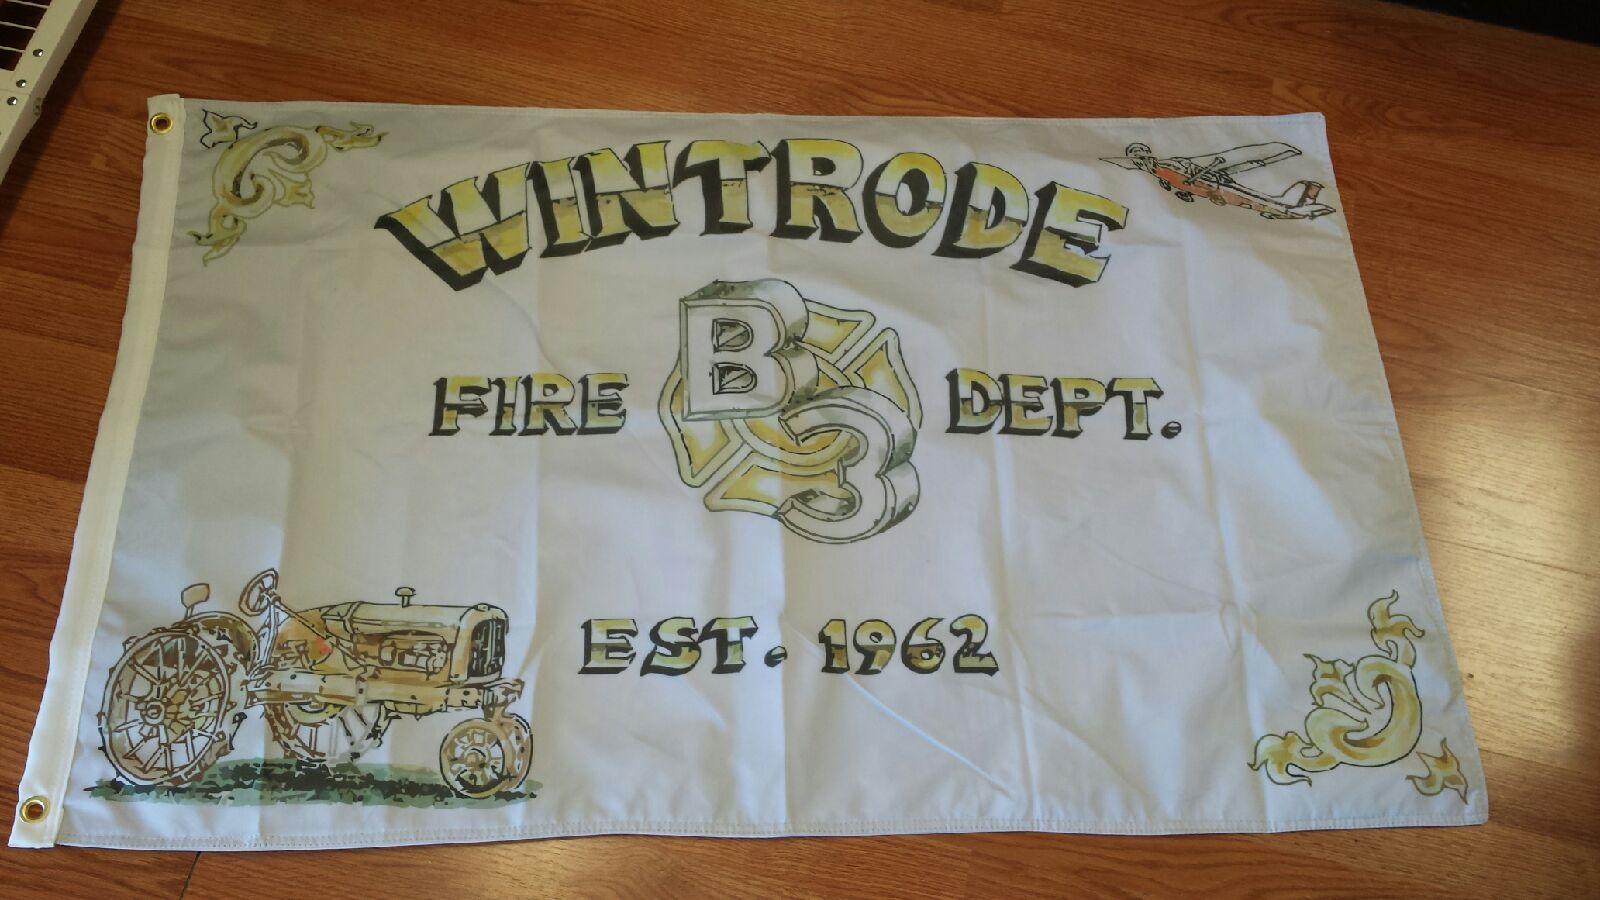 WINTRODE
FIRE B3 DEPT.
EST. 1962